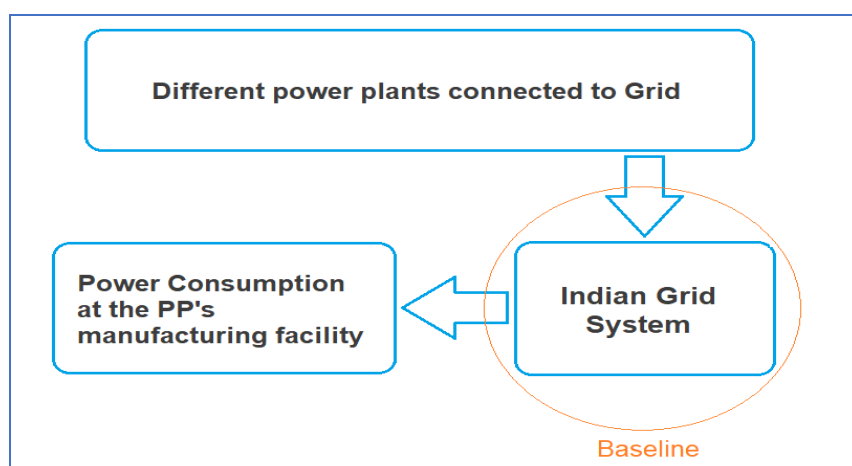 Different power plants connected to Grid
Power Consumption
at the PP's
manufacturing facility
Indian Grid
System
Baseline